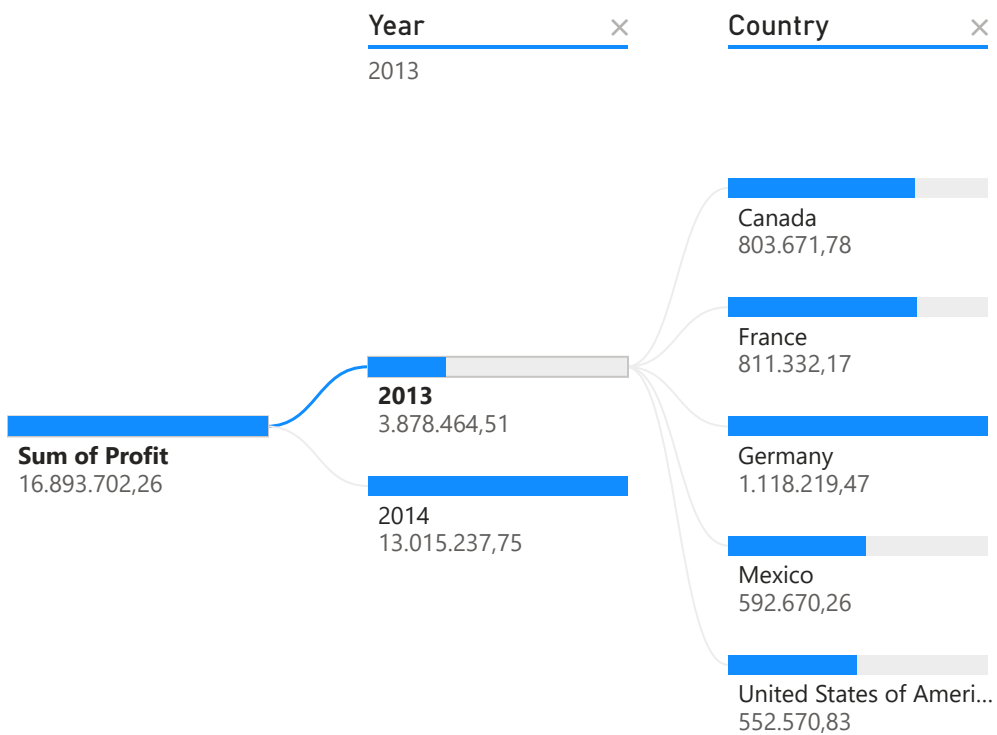 Year
2013
Country
Sum of Profit
16.893.702,26
2013
3.878.464,51
2014
13.015.237,75
Canada
803.671,78
France
811.332,17
Germany
1.118.219,47
Mexico
592.670,26
United States of Ameri...
552.570,83